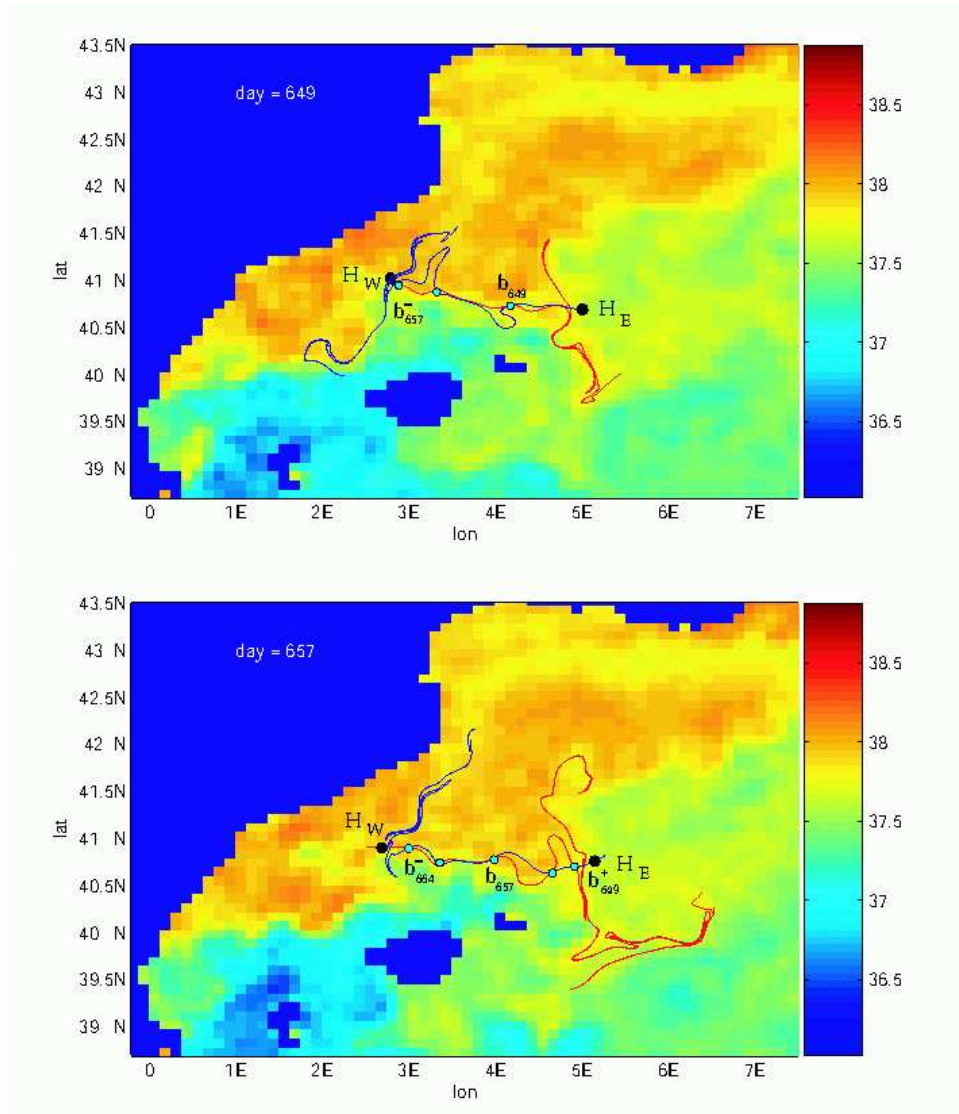 43.5N
43 N
42.5N
42 N
41.5N
41 N
40.5N
40 N
39.5N
39 N
lat
day = 649
H W
b⁻ 657
b 649
H E
38.5
38
37.5
37
36.5
0 1E 2E 3E 4E 5E 6E 7E
lon
43.5N
43 N
42.5N
42 N
41.5N
41 N
40.5N
40 N
39.5N
39 N
lat
day = 657
H W
b⁻ 664
b 657
b⁺ 649
H E
38.5
38
37.5
37
36.5
0 1E 2E 3E 4E 5E 6E 7E
lon